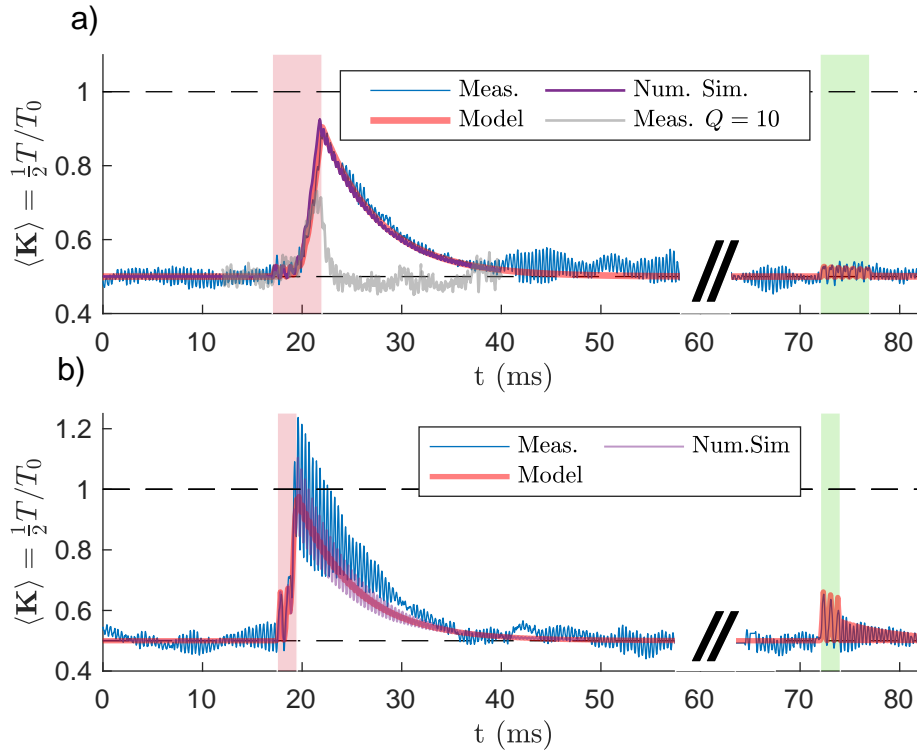 a)
⟨K⟩ = ½T/T₀
1
0.8
0.6
0.4
Meas.
Num. Sim.
Model
Meas. Q = 10
0 10 20 30 40 50 60 70 80
t (ms)
b)
⟨K⟩ = ½T/T₀
1.2
1
0.8
0.6
0.4
Meas.
Num.Sim
Model
0 10 20 30 40 50 60 70 80
t (ms)